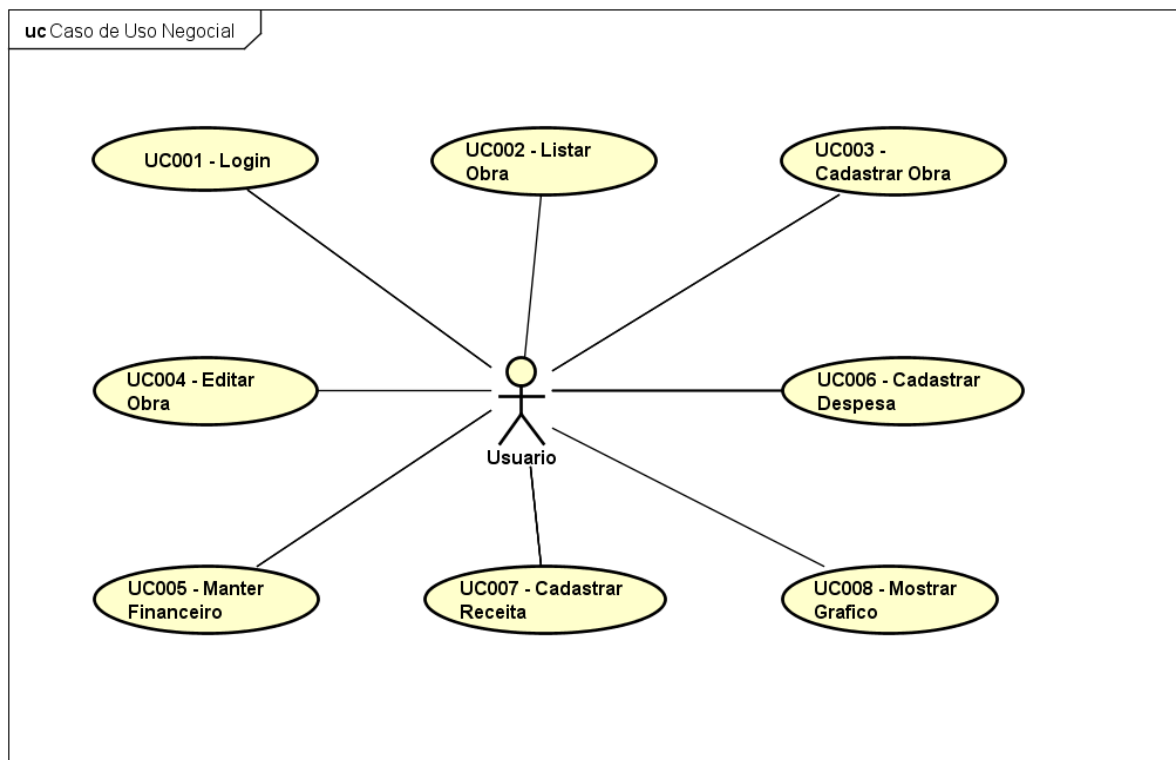 uc Caso de Uso Negocial
UC001 - Login
UC002 - Listar
Obra
UC003 -
Cadastrar Obra
UC004 - Editar
Obra
UC006 - Cadastrar
Despesa
Usuario
UC005 - Manter
Financeiro
UC007 - Cadastrar
Receita
UC008 - Mostrar
Grafico